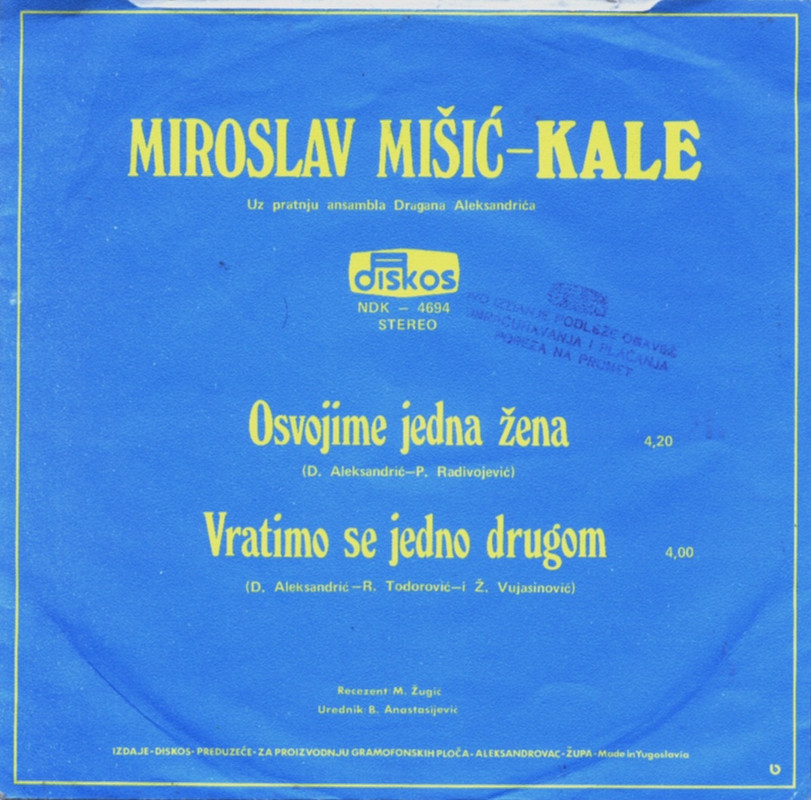 MIROSLAV MIŠIĆ–KALE
Uz pratnju ansambla Dragana Aleksandrića
diskos
NDK – 4694
STEREO
OVO IZDANJE PODLEŽE OBAVEZ
OBRAČUNAVANJA I PLAĆANJA
POREZA NA PROMET
Osvojime jedna žena 4,20
(D. Aleksandrić–P. Radivojević)
Vratimo se jedno drugom 4,00
(D. Aleksandrić–R. Todorović–i Ž. Vujasinović)
Recezent: M. Žugić
Urednik: B. Anastasijević
IZDAJE-DISKOS- PREDUZEĆE-ZA PROIZVODNJU GRAMOFONSKIH PLOČA-ALEKSANDROVAC-ŽUPA-Made in Yugoslavia